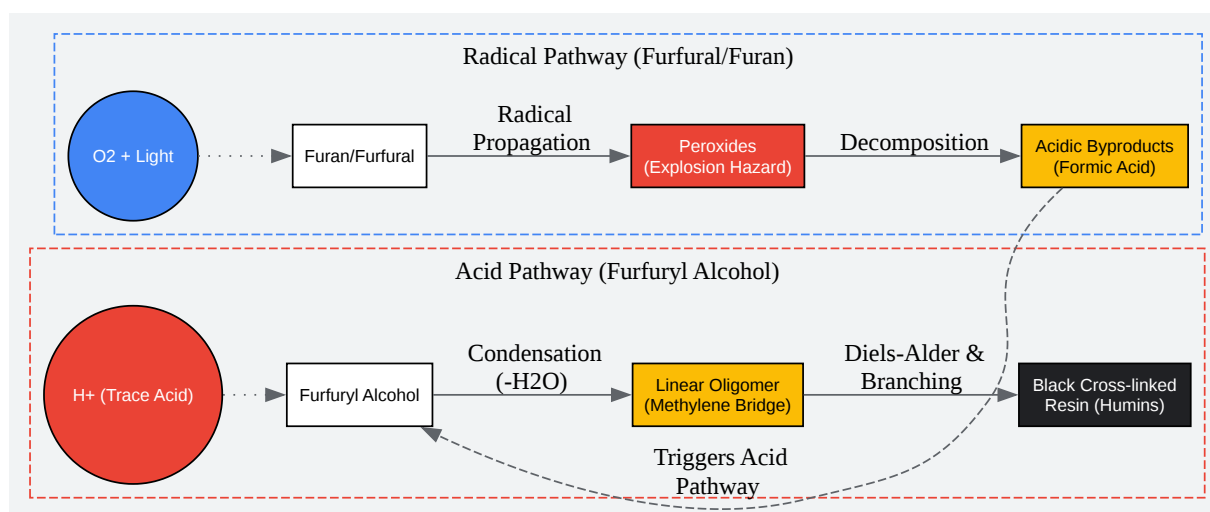 Radical Pathway (Furfural/Furan)
O2 + Light
Furan/Furfural
Radical
Propagation
Peroxides
(Explosion Hazard)
Decomposition
Acidic Byproducts
(Formic Acid)
Acid Pathway (Furfuryl Alcohol)
H+ (Trace Acid)
Furfuryl Alcohol
Condensation
(-H2O)
Linear Oligomer
(Methylene Bridge)
Diels-Alder &
Branching
Black Cross-linked
Resin (Humins)
Triggers Acid
Pathway